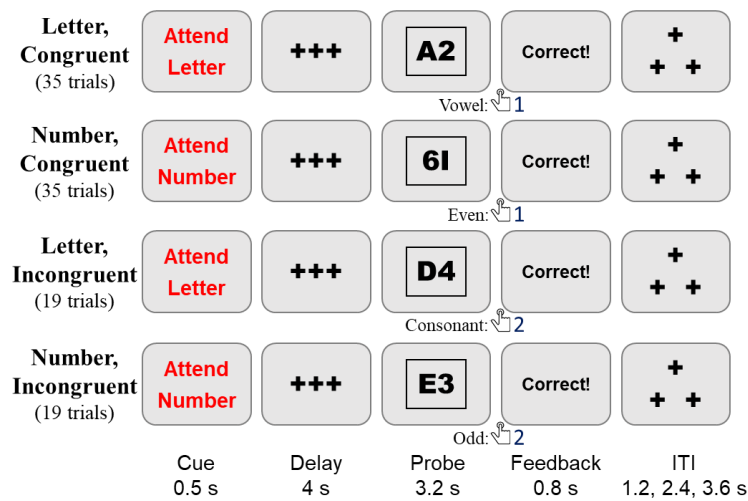 Letter,
Congruent
(35 trials)
Attend
Letter
+++
A2
Vowel: 1
Correct!
+
+ +
Number,
Congruent
(35 trials)
Attend
Number
+++
6I
Even: 1
Correct!
+
+ +
Letter,
Incongruent
(19 trials)
Attend
Letter
+++
D4
Consonant: 2
Correct!
+
+ +
Number,
Incongruent
(19 trials)
Attend
Number
+++
E3
Odd: 2
Correct!
+
+ +
Cue Delay Probe Feedback ITI
0.5 s 4 s 3.2 s 0.8 s 1.2, 2.4, 3.6 s